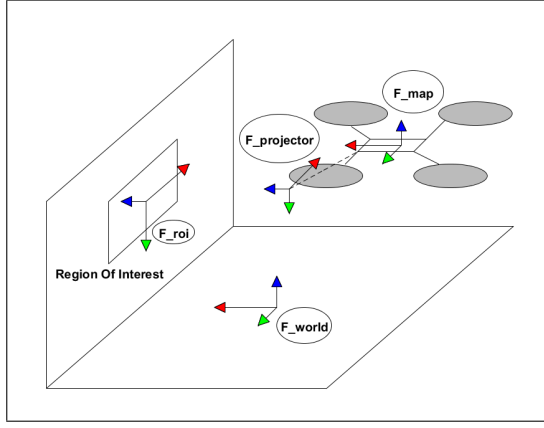 F_map
F_projector
F_roi
Region Of Interest
F_world